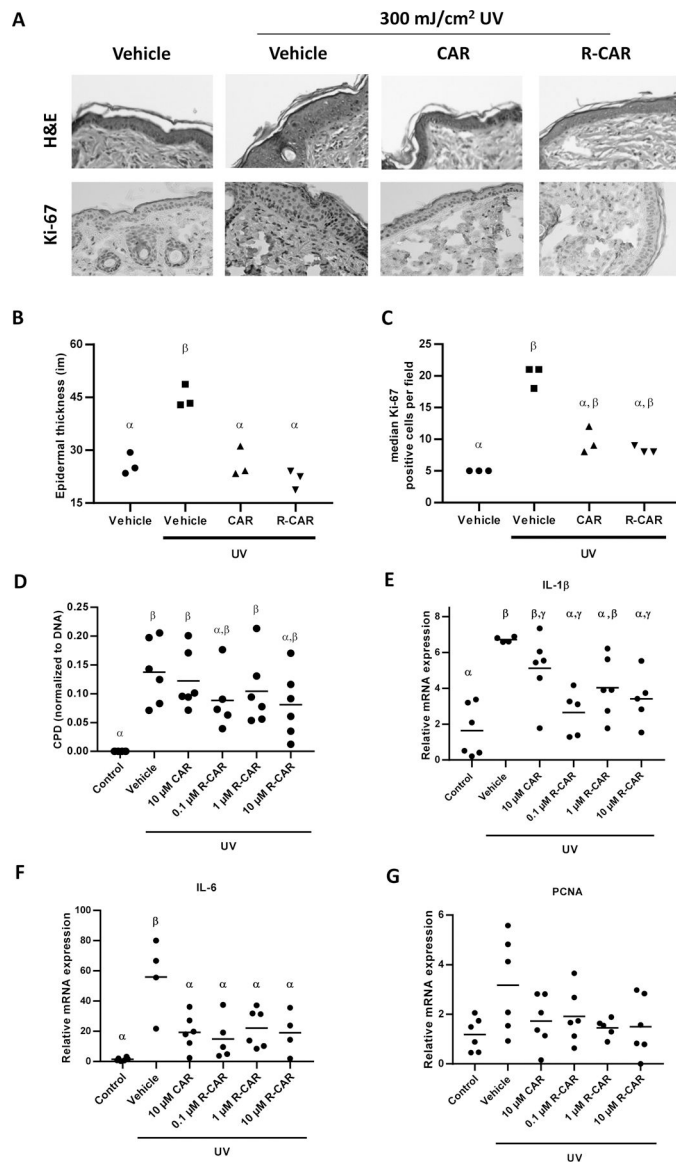 A
300 mJ/cm² UV
Vehicle
Vehicle
CAR
R-CAR
H&E
Ki-67
B
Epidermal thickness (im)
60
45
30
15
β
α
α
α
Vehicle
Vehicle
CAR
R-CAR
UV
C
median Ki-67
positive cells per field
25
20
15
10
5
0
β
α
α, β
α, β
Vehicle
Vehicle
CAR
R-CAR
UV
D
CPD (normalized to DNA)
0.25
0.20
0.15
0.10
0.05
0.00
α
β
β
α,β
β
α,β
Control
Vehicle
10 µM CAR
0.1 µM R-CAR
1 µM R-CAR
10 µM R-CAR
UV
E
IL-1β
Relative mRNA expression
8
6
4
2
0
α
β
β,γ
α,γ
α,β
α,γ
Control
Vehicle
10 µM CAR
0.1 µM R-CAR
1 µM R-CAR
10 µM R-CAR
UV
F
IL-6
Relative mRNA expression
100
80
60
40
20
0
α
β
α
α
α
α
Control
Vehicle
10 µM CAR
0.1 µM R-CAR
1 µM R-CAR
10 µM R-CAR
UV
G
PCNA
Relative mRNA expression
6
4
2
0
Control
Vehicle
10 µM CAR
0.1 µM R-CAR
1 µM R-CAR
10 µM R-CAR
UV